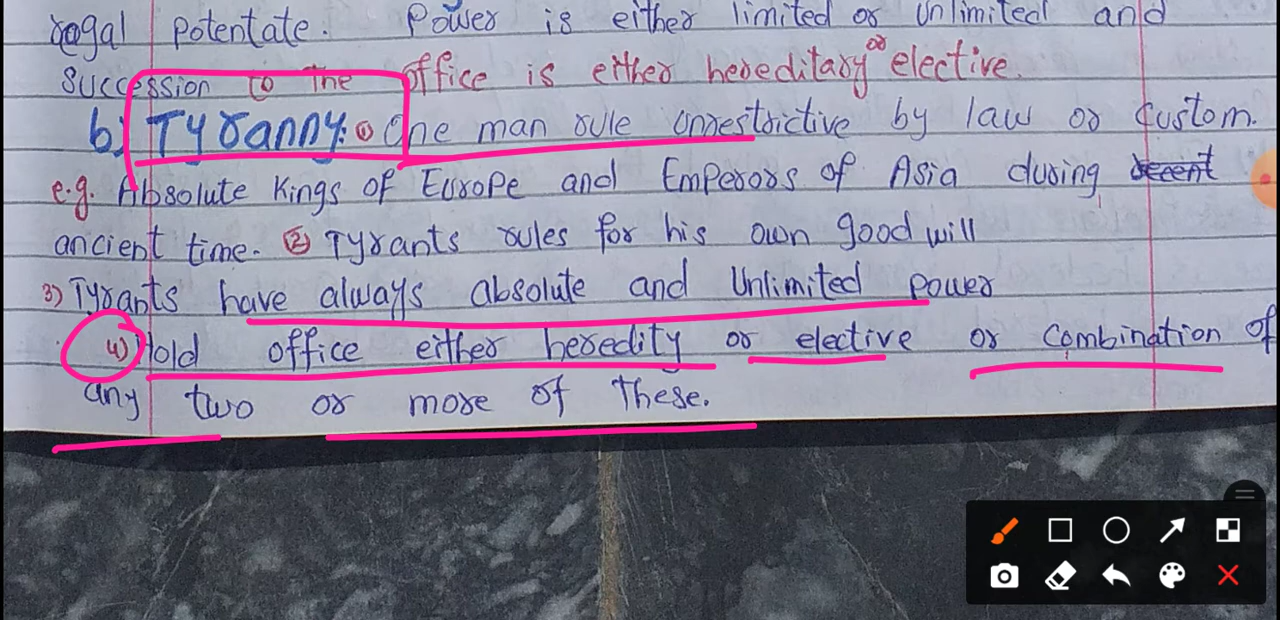 regal potentate. Power is either limited or Unlimited and
Succession to the office is either hereditary or elective.
b) Tyranny: ① One man rule unrestrictive by law or custom.
e.g. Absolute Kings of Europe and Emperors of Asia during recent
ancient time. ② Tyrants rules for his own good will
3) Tyrants have always absolute and Unlimited power
4) Hold office either heredity or elective or combination of
any two or more of These.